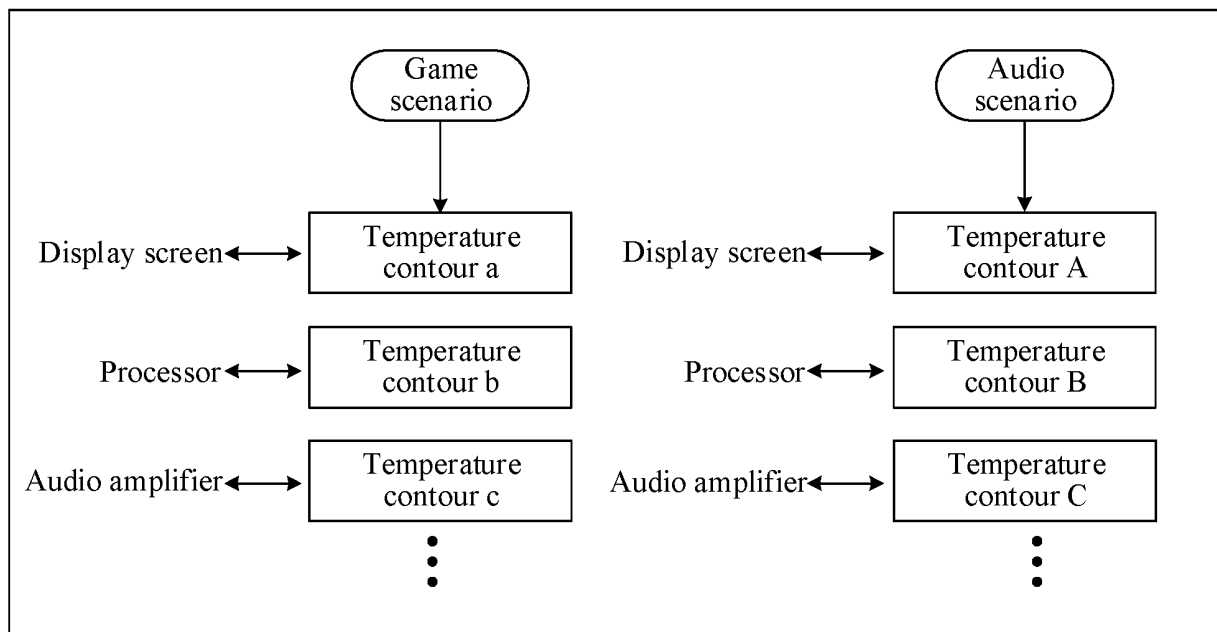 Game
scenario
Display screen
Temperature
contour a
Processor
Temperature
contour b
Audio amplifier
Temperature
contour c
Audio
scenario
Display screen
Temperature
contour A
Processor
Temperature
contour B
Audio amplifier
Temperature
contour C